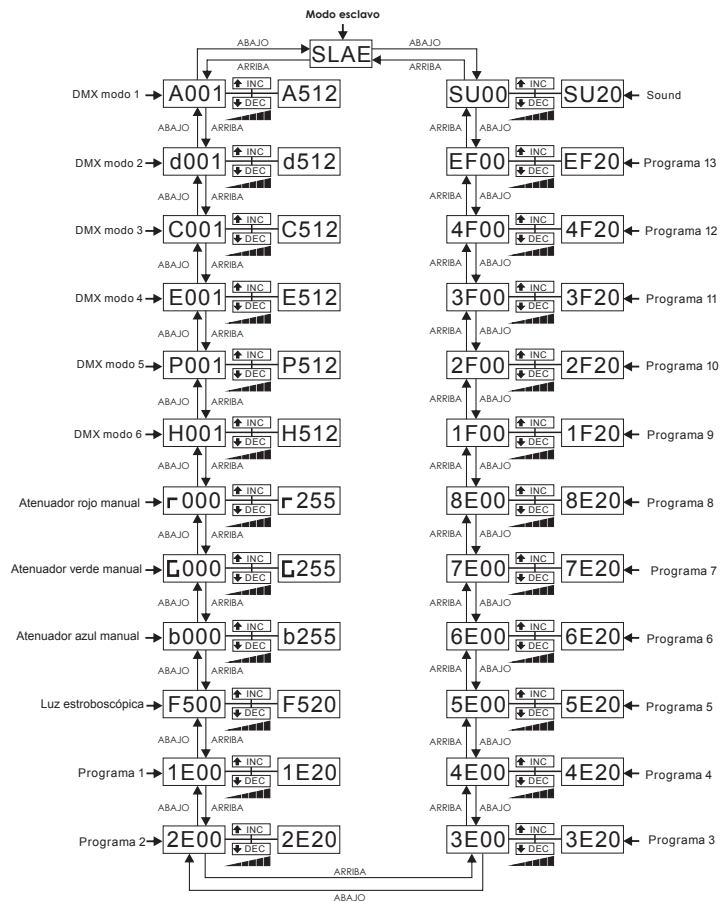 Modo esclavo
ABAJO SLAE ABAJO
ARRIBA ARRIBA
DMX modo 1 A001 INC DEC A512 SU00 INC DEC SU20 Sound
ABAJO ARRIBA ARRIBA ABAJO
DMX modo 2 d001 INC DEC d512 EF00 INC DEC EF20 Programa 13
ABAJO ARRIBA ARRIBA ABAJO
DMX modo 3 C001 INC DEC C512 4F00 INC DEC 4F20 Programa 12
ABAJO ARRIBA ARRIBA ABAJO
DMX modo 4 E001 INC DEC E512 3F00 INC DEC 3F20 Programa 11
ABAJO ARRIBA ARRIBA ABAJO
DMX modo 5 P001 INC DEC P512 2F00 INC DEC 2F20 Programa 10
ABAJO ARRIBA ARRIBA ABAJO
DMX modo 6 H001 INC DEC H512 1F00 INC DEC 1F20 Programa 9
ABAJO ARRIBA ARRIBA ABAJO
Atenuador rojo manual r000 INC DEC r255 8E00 INC DEC 8E20 Programa 8
ABAJO ARRIBA ARRIBA ABAJO
Atenuador verde manual G000 INC DEC G255 7E00 INC DEC 7E20 Programa 7
ABAJO ARRIBA ARRIBA ABAJO
Atenuador azul manual b000 INC DEC b255 6E00 INC DEC 6E20 Programa 6
ABAJO ARRIBA ARRIBA ABAJO
Luz estroboscópica F500 INC DEC F520 5E00 INC DEC 5E20 Programa 5
ABAJO ARRIBA ARRIBA ABAJO
Programa 1 1E00 INC DEC 1E20 4E00 INC DEC 4E20 Programa 4
ABAJO ARRIBA ARRIBA ABAJO
Programa 2 2E00 INC DEC 2E20 3E00 INC DEC 3E20 Programa 3
ARRIBA
ABAJO